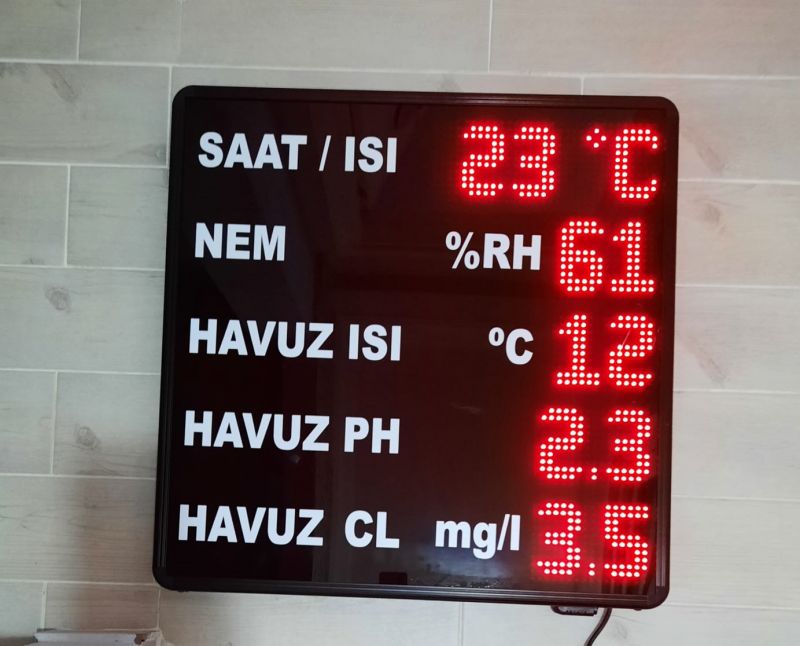 SAAT / ISI 23 °C
NEM %RH 61
HAVUZ ISI ºC 12
HAVUZ PH 2.3
HAVUZ CL mg/l 3.5